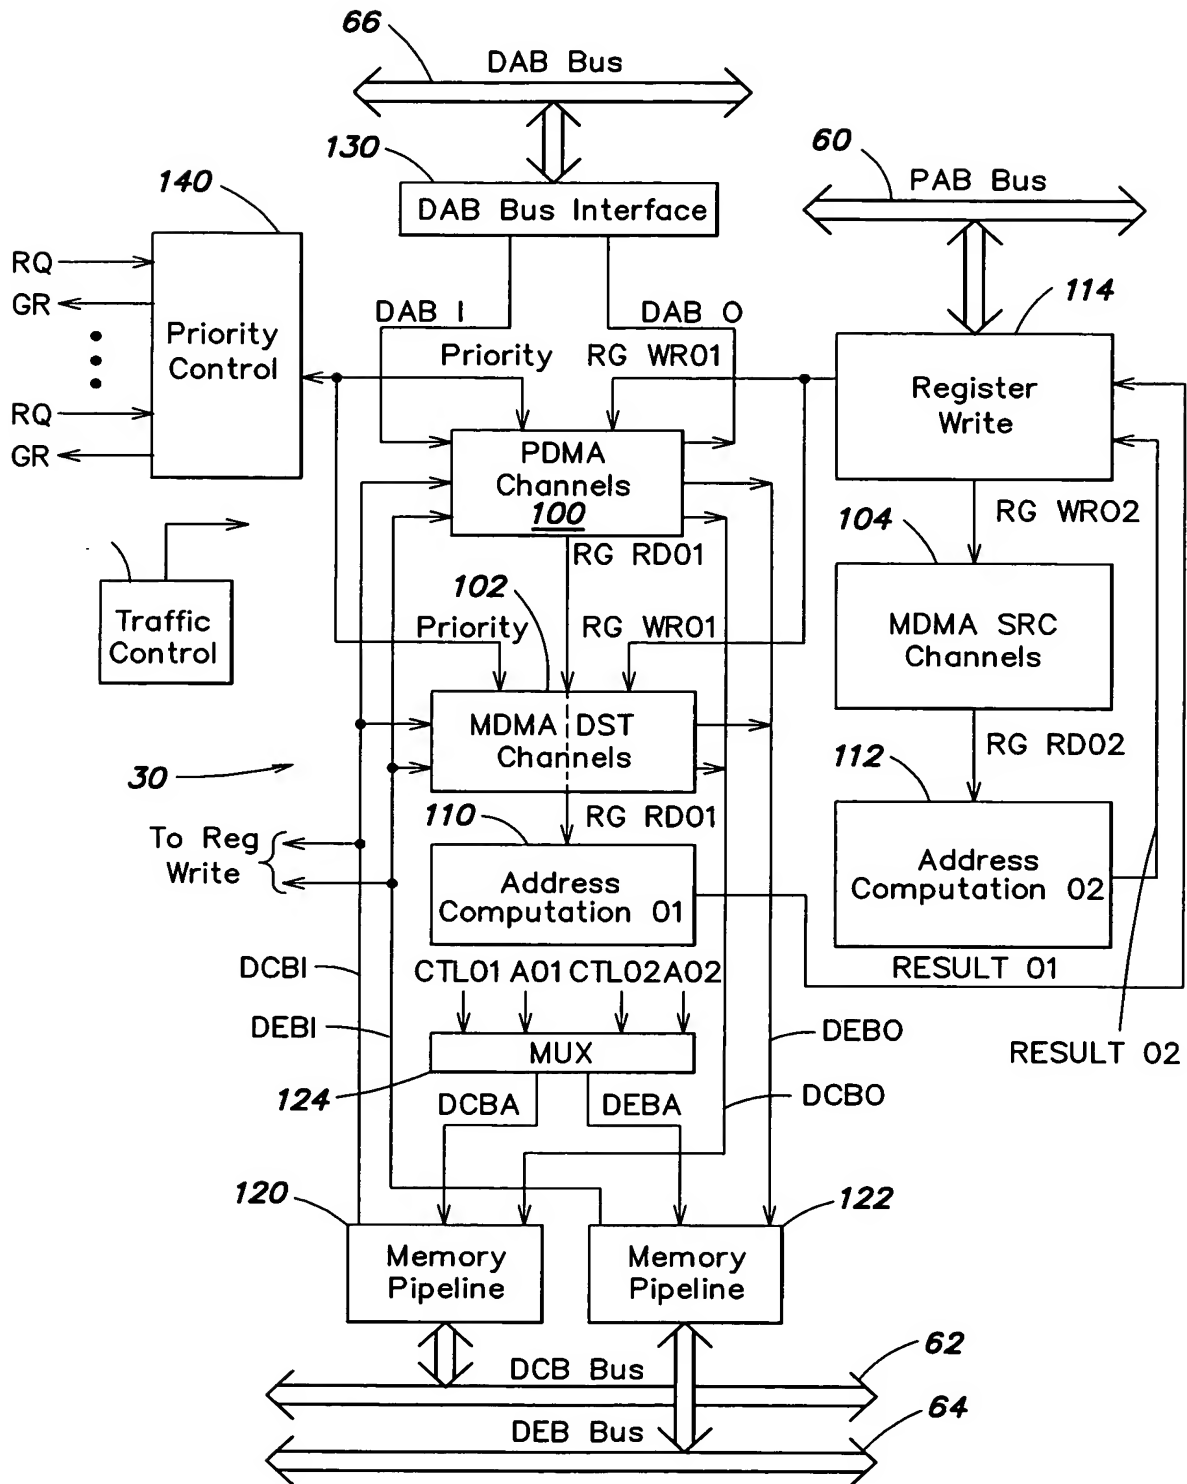 66
DAB Bus
130
60
140
PAB Bus
DAB Bus Interface
RQ
GR
114
DAB I
DAB O
Priority
Control
Priority
RG WR01
Register
Write
RQ
GR
PDMA
Channels
100
RG WR02
104
RG RD01
102
Traffic
Control
Priority
RG WR01
MDMA SRC
Channels
MDMA DST
Channels
RG RD02
30
112
110
RG RD01
To Reg
Write
Address
Computation 01
Address
Computation 02
DCBI
CTL01 A01 CTL02 A02
RESULT 01
DEBI
MUX
DEBO
RESULT 02
124
DCBA
DEBA
DCBO
120
122
Memory
Pipeline
Memory
Pipeline
62
DCB Bus
64
DEB Bus